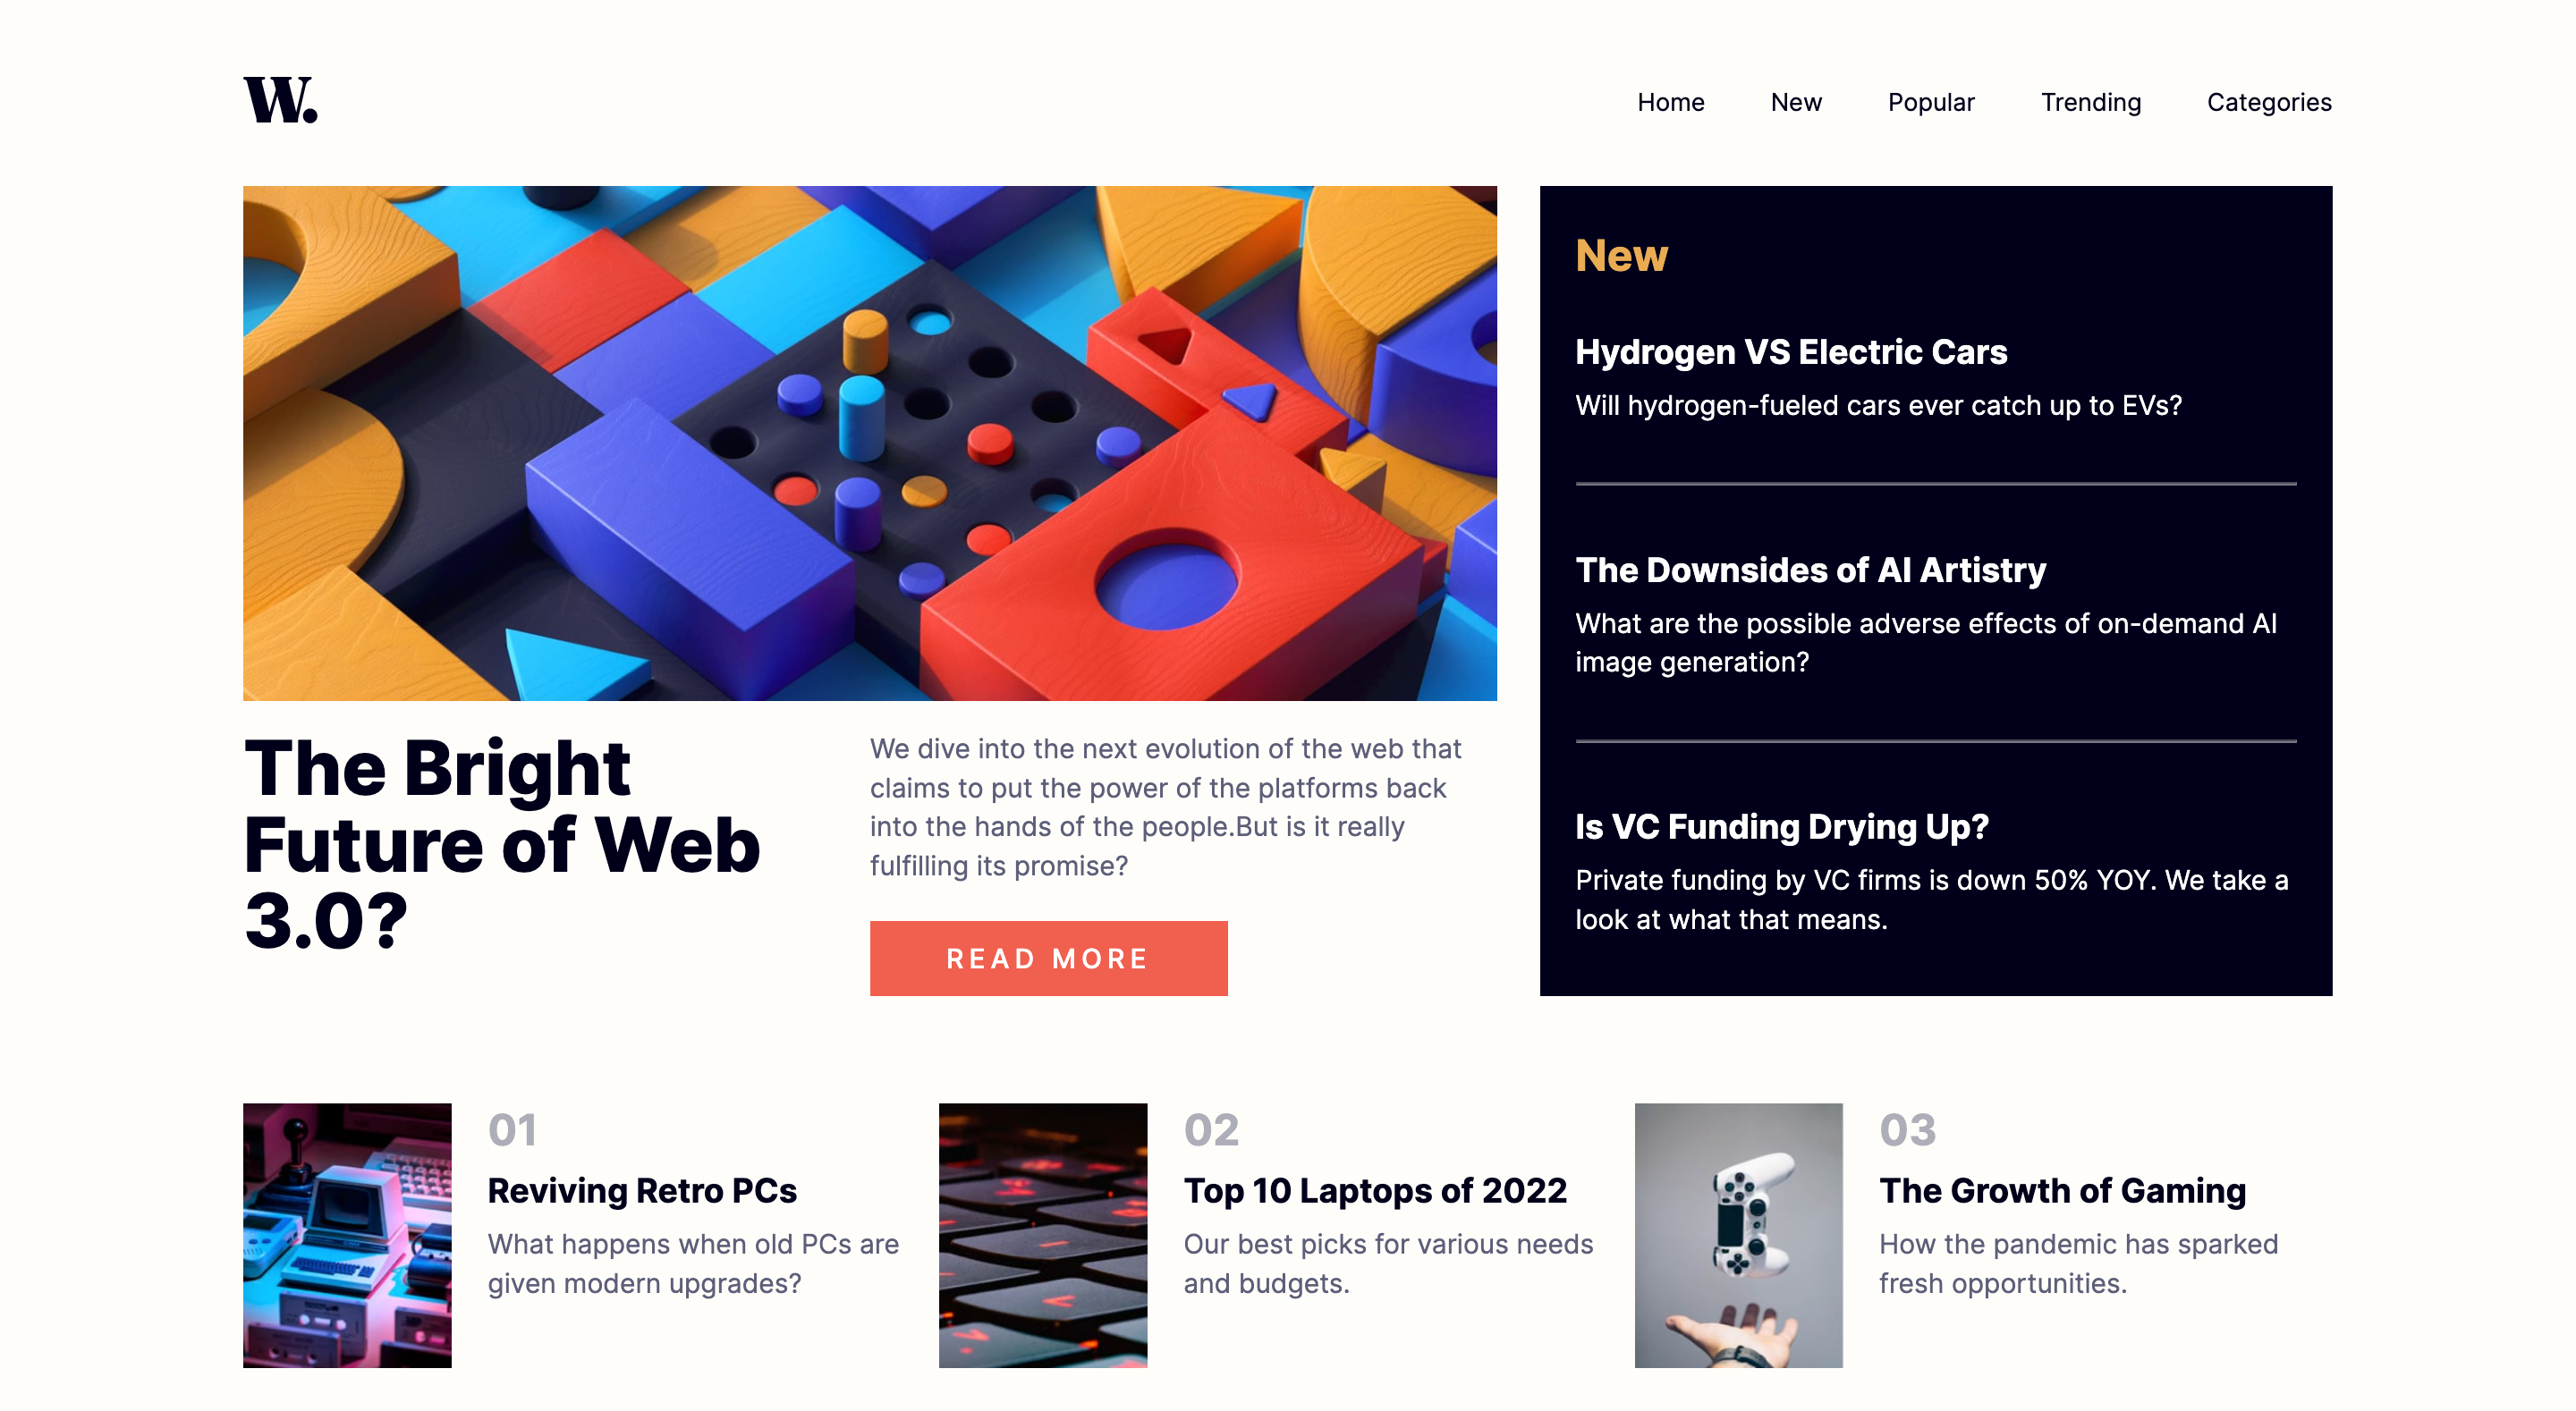 W.
Home New Popular Trending Categories
The Bright
Future of Web
3.0?
We dive into the next evolution of the web that
claims to put the power of the platforms back
into the hands of the people.But is it really
fulfilling its promise?
READ MORE
New
Hydrogen VS Electric Cars
Will hydrogen-fueled cars ever catch up to EVs?
The Downsides of AI Artistry
What are the possible adverse effects of on-demand AI
image generation?
Is VC Funding Drying Up?
Private funding by VC firms is down 50% YOY. We take a
look at what that means.
01
Reviving Retro PCs
What happens when old PCs are
given modern upgrades?
02
Top 10 Laptops of 2022
Our best picks for various needs
and budgets.
03
The Growth of Gaming
How the pandemic has sparked
fresh opportunities.